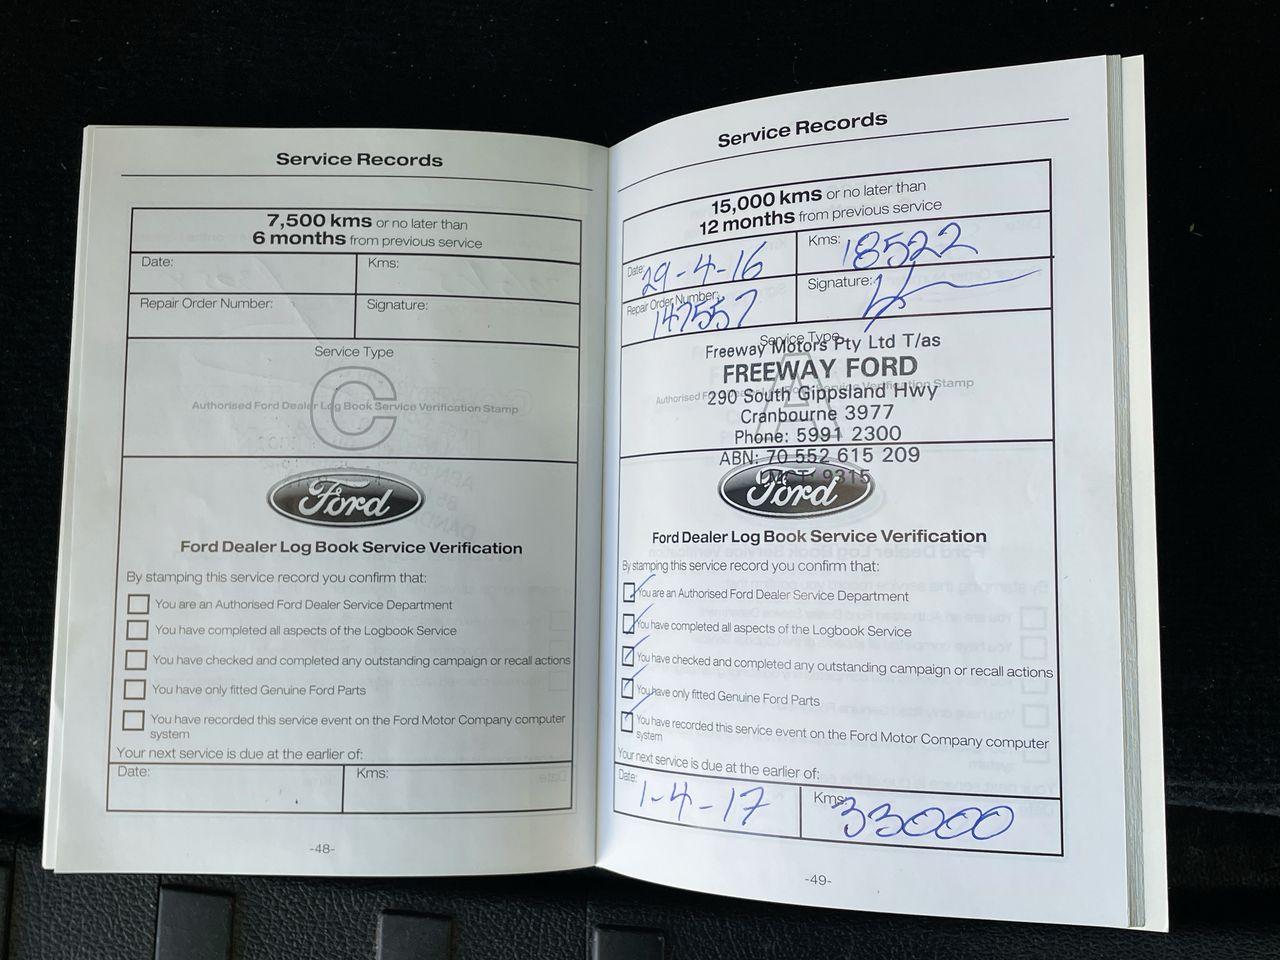 Service Records
7,500 kms or no later than
6 months from previous service
Date:
Kms:
Repair Order Number:
Signature:
Service Type
C
Authorised Ford Dealer Log Book Service Verification Stamp
Ford
Ford Dealer Log Book Service Verification
By stamping this service record you confirm that:
You are an Authorised Ford Dealer Service Department
You have completed all aspects of the Logbook Service
You have checked and completed any outstanding campaign or recall actions
You have only fitted Genuine Ford Parts
You have recorded this service event on the Ford Motor Company computer
system
Your next service is due at the earlier of:
Date:
Kms:
-48-
Service Records
15,000 kms or no later than
12 months from previous service
Date: 29-4-16
Kms: 18522
Repair Order Number: 147557
Signature:
Service Type
A
Authorised Ford Dealer Log Book Service Verification Stamp
Freeway Motors Pty Ltd T/as
FREEWAY FORD
290 South Gippsland Hwy
Cranbourne 3977
Phone: 5991 2300
ABN: 70 552 615 209
LMCT: 9315
Ford
Ford Dealer Log Book Service Verification
By stamping this service record you confirm that:
You are an Authorised Ford Dealer Service Department
You have completed all aspects of the Logbook Service
You have checked and completed any outstanding campaign or recall actions
You have only fitted Genuine Ford Parts
You have recorded this service event on the Ford Motor Company computer
system
Your next service is due at the earlier of:
Date: 1-4-17
Kms: 33000
-49-